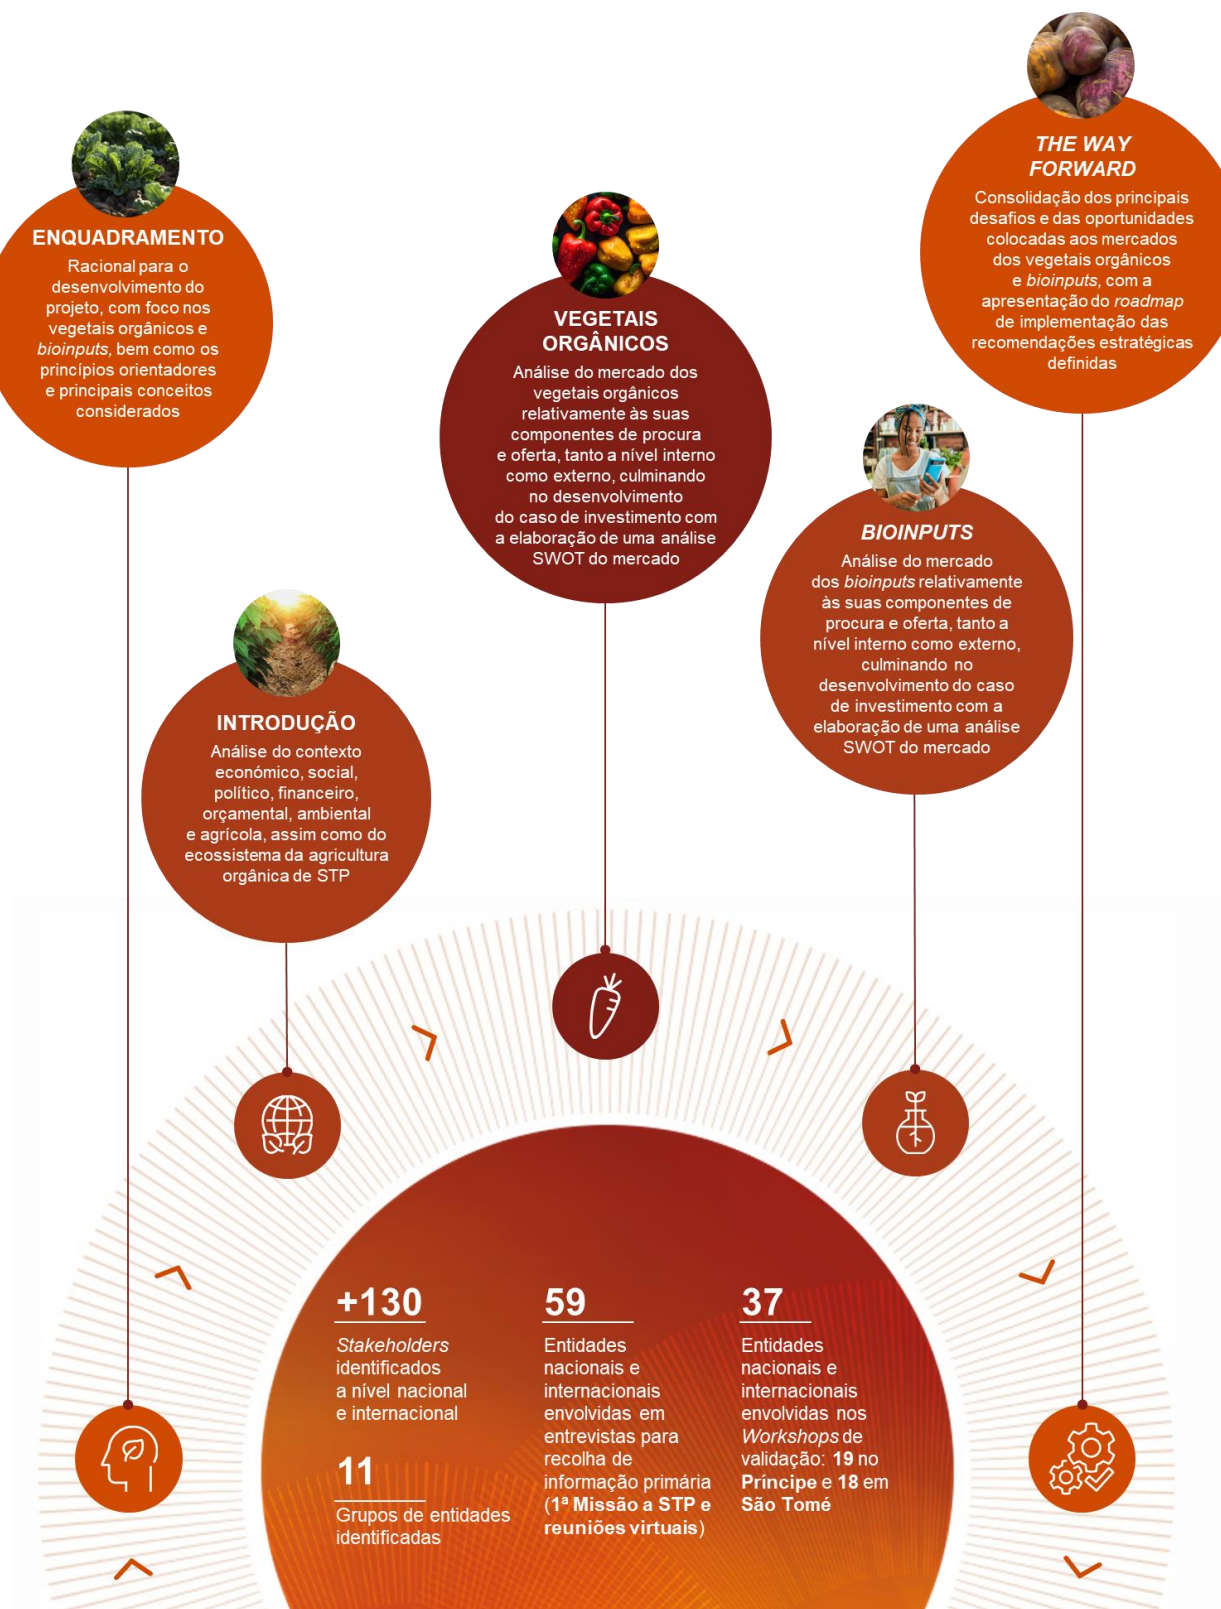 ENQUADRAMENTO
Racional para o
desenvolvimento do
projeto, com foco nos
vegetais orgânicos e
bioinputs, bem como os
princípios orientadores
e principais conceitos
considerados
INTRODUÇÃO
Análise do contexto
económico, social,
político, financeiro,
orçamental, ambiental
e agrícola, assim como do
ecossistema da agricultura
orgânica de STP
VEGETAIS
ORGÂNICOS
Análise do mercado dos
vegetais orgânicos
relativamente às suas
componentes de procura
e oferta, tanto a nível interno
como externo, culminando
no desenvolvimento
do caso de investimento com
a elaboração de uma análise
SWOT do mercado
BIOINPUTS
Análise do mercado
dos bioinputs relativamente
às suas componentes de
procura e oferta, tanto a
nível interno como externo,
culminando no
desenvolvimento do caso
de investimento com a
elaboração de uma análise
SWOT do mercado
THE WAY
FORWARD
Consolidação dos principais
desafios e das oportunidades
colocadas aos mercados
dos vegetais orgânicos
e bioinputs, com a
apresentação do roadmap
de implementação das
recomendações estratégicas
definidas
+130
Stakeholders
identificados
a nível nacional
e internacional
11
Grupos de entidades
identificadas
59
Entidades
nacionais e
internacionais
envolvidas em
entrevistas para
recolha de
informação primária
(1ª Missão a STP e
reuniões virtuais)
37
Entidades
nacionais e
internacionais
envolvidas nos
Workshops de
validação: 19 no
Príncipe e 18 em
São Tomé